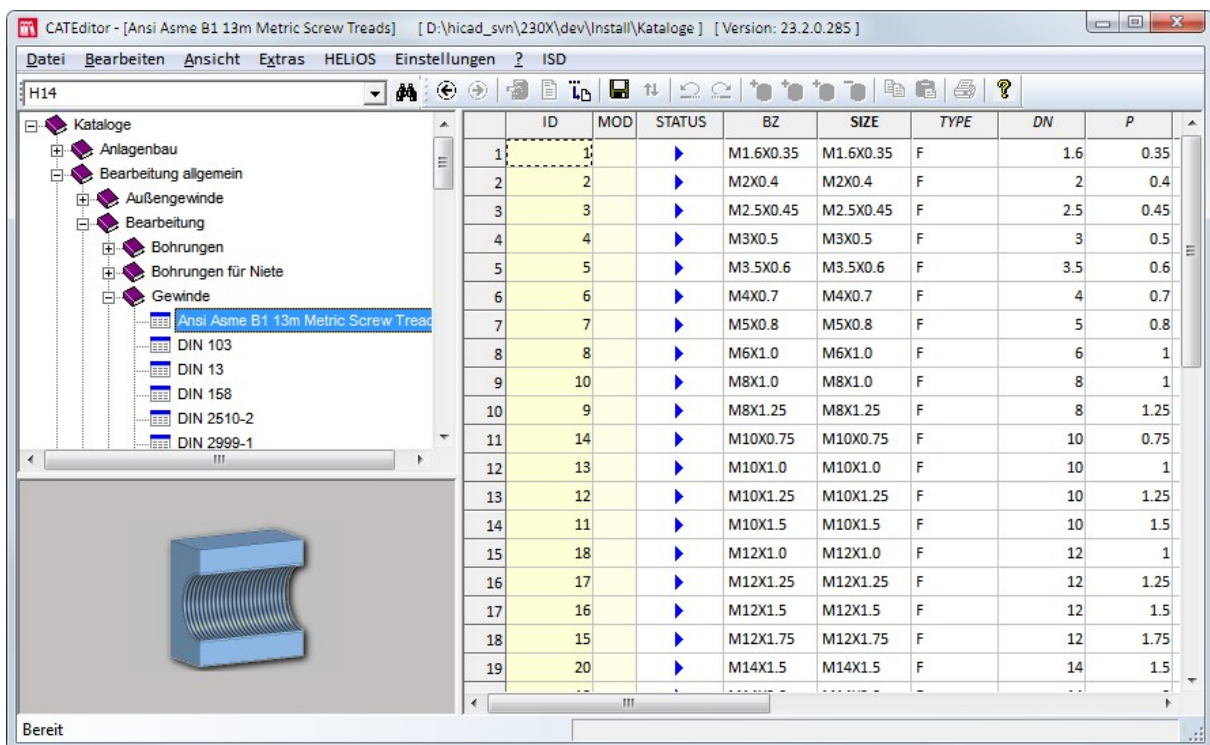 CATEditor - [Ansi Asme B1 13m Metric Screw Treads] [ D:\hicad_svn\230X\dev\Install\Kataloge ] [ Version: 23.2.0.285 ]
Datei Bearbeiten Ansicht Extras HELiOS Einstellungen ? ISD
H14
Kataloge
Anlagenbau
Bearbeitung allgemein
Außengewinde
Bearbeitung
Bohrungen
Bohrungen für Niete
Gewinde
Ansi Asme B1 13m Metric Screw Tread
DIN 103
DIN 13
DIN 158
DIN 2510-2
DIN 2999-1
ID MOD STATUS BZ SIZE TYPE DN P
1 1 M1.6X0.35 M1.6X0.35 F 1.6 0.35
2 2 M2X0.4 M2X0.4 F 2 0.4
3 3 M2.5X0.45 M2.5X0.45 F 2.5 0.45
4 4 M3X0.5 M3X0.5 F 3 0.5
5 5 M3.5X0.6 M3.5X0.6 F 3.5 0.6
6 6 M4X0.7 M4X0.7 F 4 0.7
7 7 M5X0.8 M5X0.8 F 5 0.8
8 8 M6X1.0 M6X1.0 F 6 1
9 10 M8X1.0 M8X1.0 F 8 1
10 9 M8X1.25 M8X1.25 F 8 1.25
11 14 M10X0.75 M10X0.75 F 10 0.75
12 13 M10X1.0 M10X1.0 F 10 1
13 12 M10X1.25 M10X1.25 F 10 1.25
14 11 M10X1.5 M10X1.5 F 10 1.5
15 18 M12X1.0 M12X1.0 F 12 1
16 17 M12X1.25 M12X1.25 F 12 1.25
17 16 M12X1.5 M12X1.5 F 12 1.5
18 15 M12X1.75 M12X1.75 F 12 1.75
19 20 M14X1.5 M14X1.5 F 14 1.5
Bereit